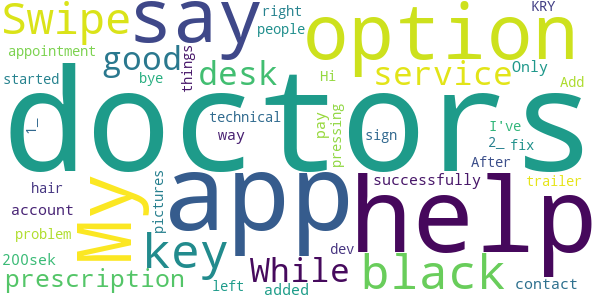 Swipe
say
option
KRY
right
people
appointment
good
things
desk
service
Only
started
bye
Hi
Add
doctors
1_
technical
way
pay
pressing
sign
I've
2_
fix
After
My
app
help
hair
pictures
successfully
trailer
account
problem
key
While
dev
black
200sek
prescription
left
added
contact